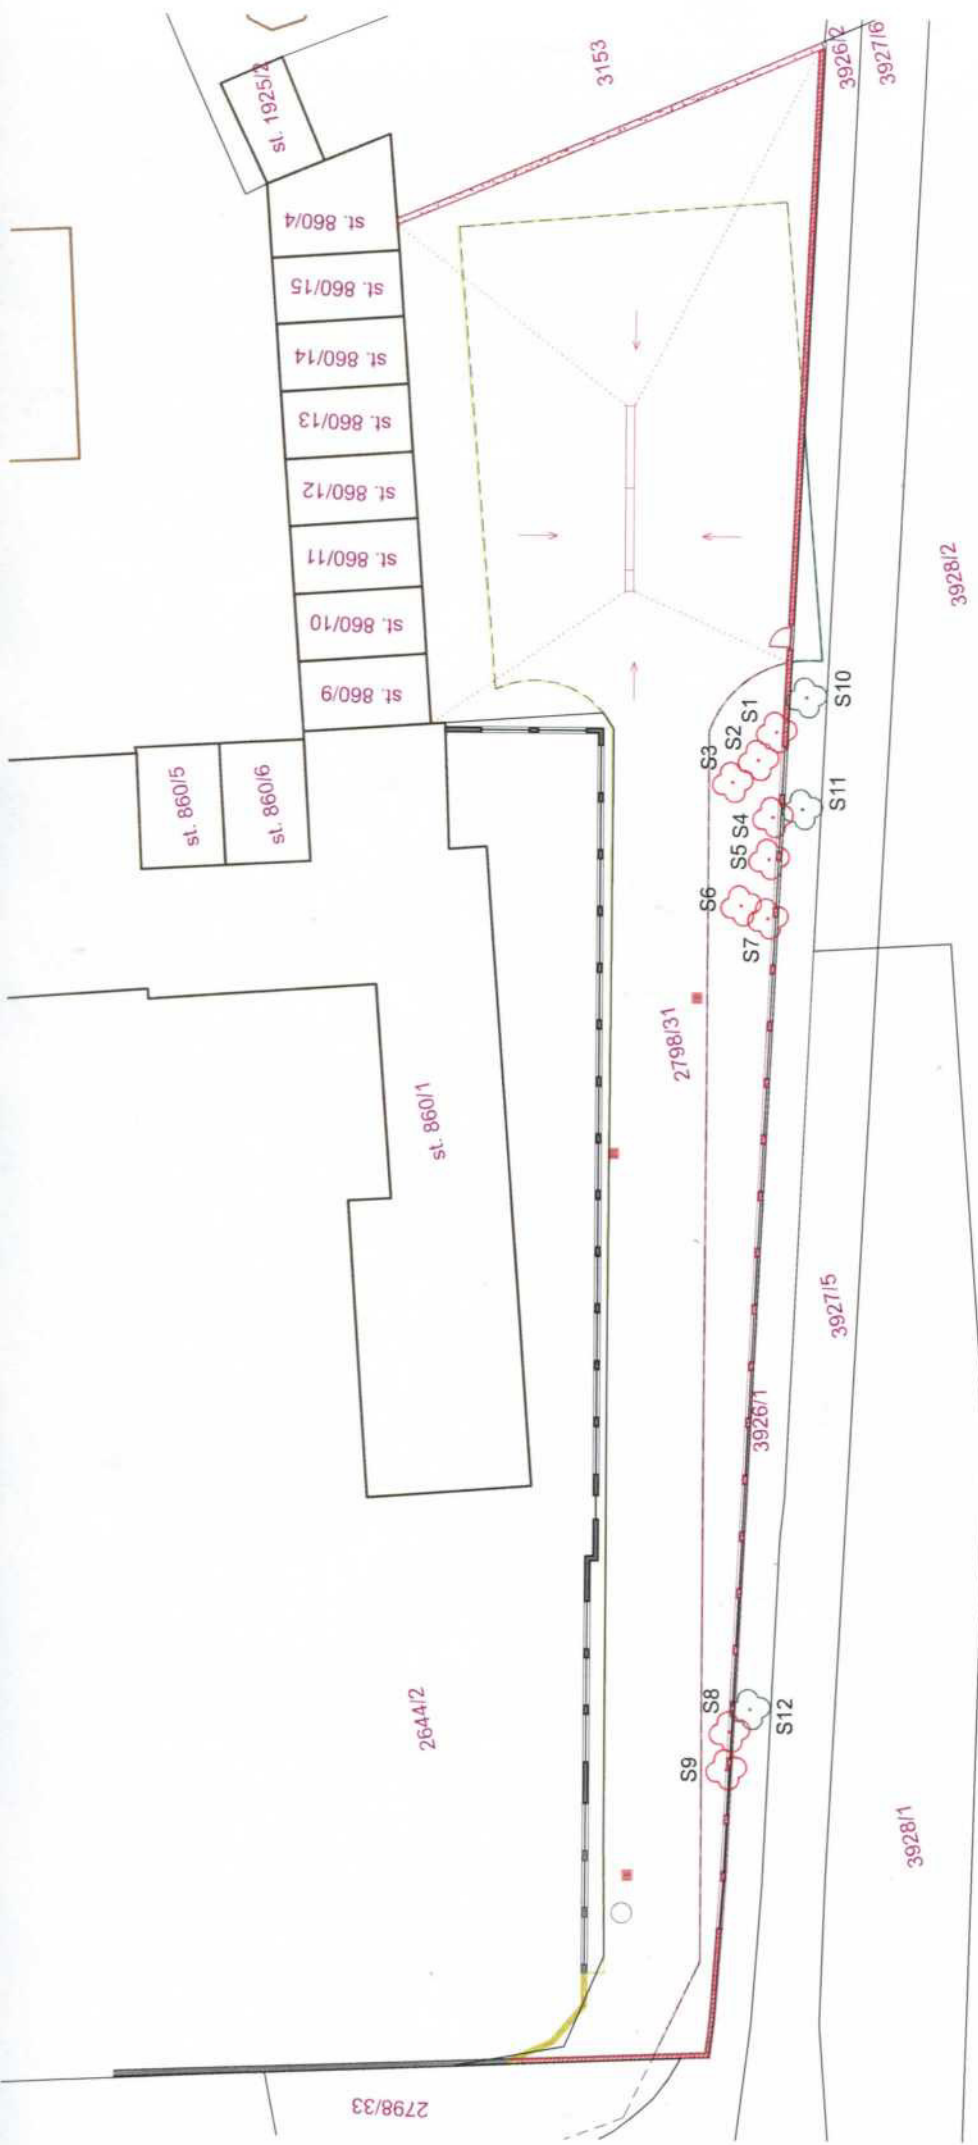 st. 1925/2
3153
3926/2
3927/6
st. 860/4
st. 860/15
st. 860/14
st. 860/13
st. 860/12
st. 860/11
st. 860/10
st. 860/9
3928/2
st. 860/5
st. 860/6
S10
S1
S2
S3
S11
S4
S5
S6
S7
2798/31
st. 860/1
3927/5
3926/1
2644/2
S8
S12
S9
3928/1
2798/33